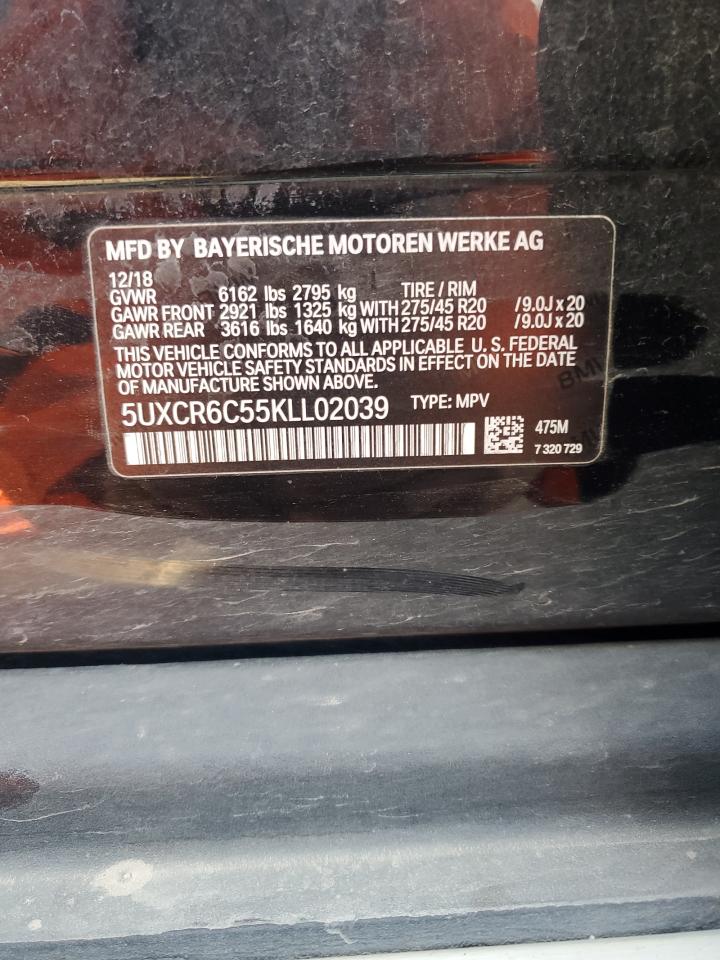 MFD BY BAYERISCHE MOTOREN WERKE AG
12/18
GVWR 6162 lbs 2795 kg TIRE / RIM
GAWR FRONT 2921 lbs 1325 kg WITH 275/45 R20 /9.0J x 20
GAWR REAR 3616 lbs 1640 kg WITH 275/45 R20 /9.0J x 20
THIS VEHICLE CONFORMS TO ALL APPLICABLE U. S. FEDERAL
MOTOR VEHICLE SAFETY STANDARDS IN EFFECT ON THE DATE
OF MANUFACTURE SHOWN ABOVE.
5UXCR6C55KLL02039 TYPE: MPV
475M
7 320 729